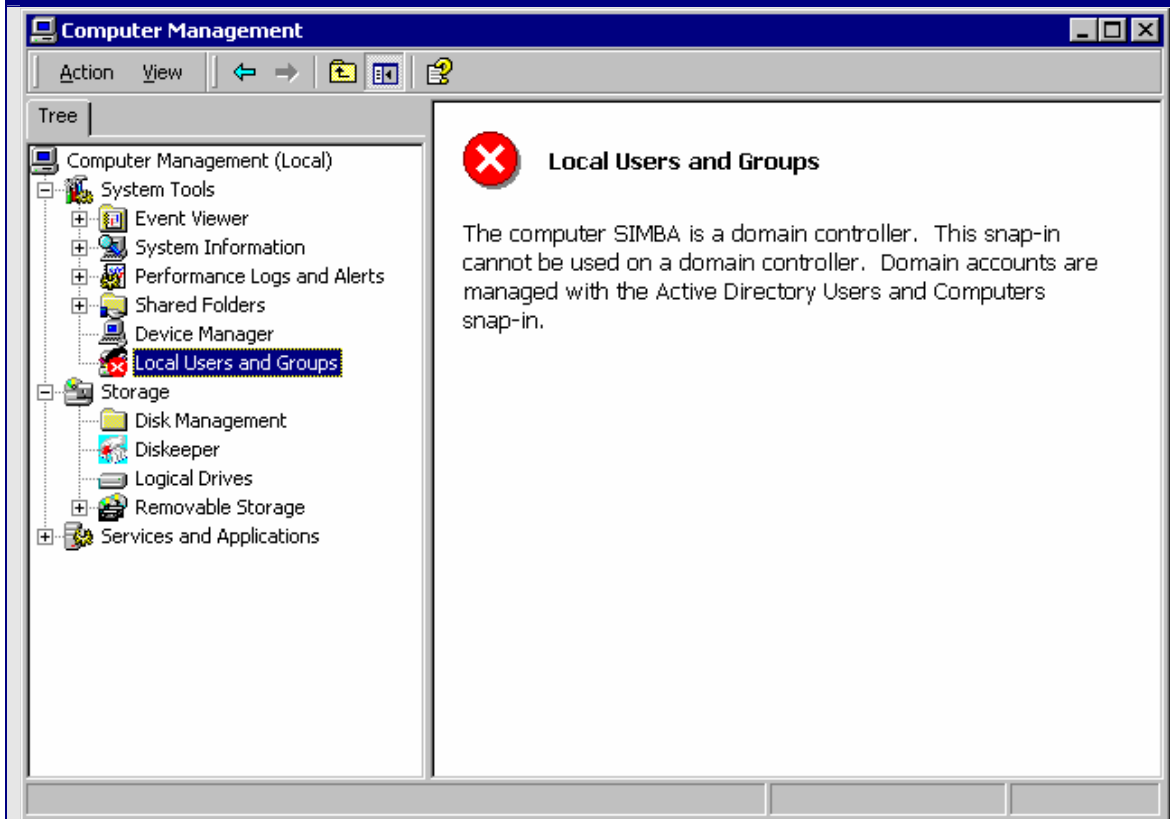 Computer Management
Action View
Tree
Computer Management (Local)
System Tools
Event Viewer
System Information
Performance Logs and Alerts
Shared Folders
Device Manager
Local Users and Groups
Storage
Disk Management
Diskeeper
Logical Drives
Removable Storage
Services and Applications
Local Users and Groups
The computer SIMBA is a domain controller. This snap-in
cannot be used on a domain controller. Domain accounts are
managed with the Active Directory Users and Computers
snap-in.